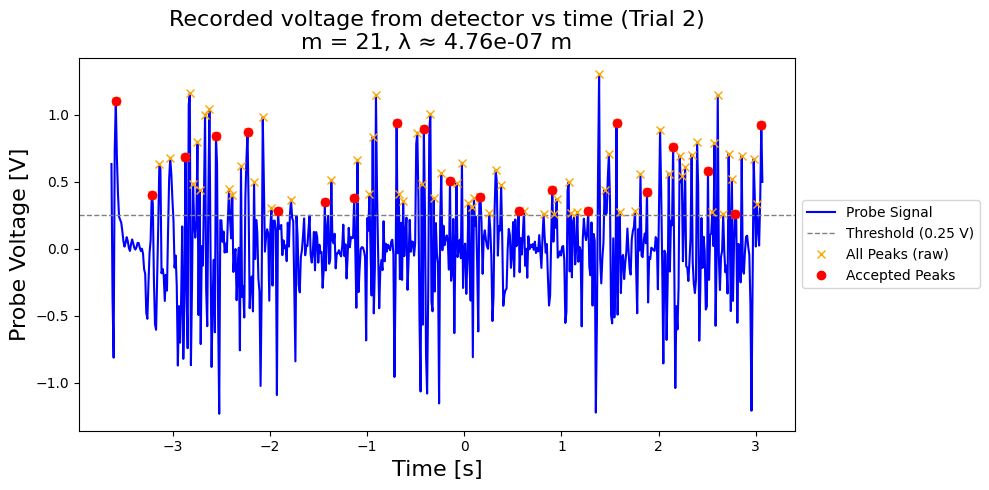 Recorded voltage from detector vs time (Trial 2)
m = 21, λ ≈ 4.76e-07 m
Probe Voltage [V]
1.0
0.5
0.0
−0.5
−1.0
−3
−2
−1
0
1
2
3
Time [s]
Probe Signal
Threshold (0.25 V)
All Peaks (raw)
Accepted Peaks